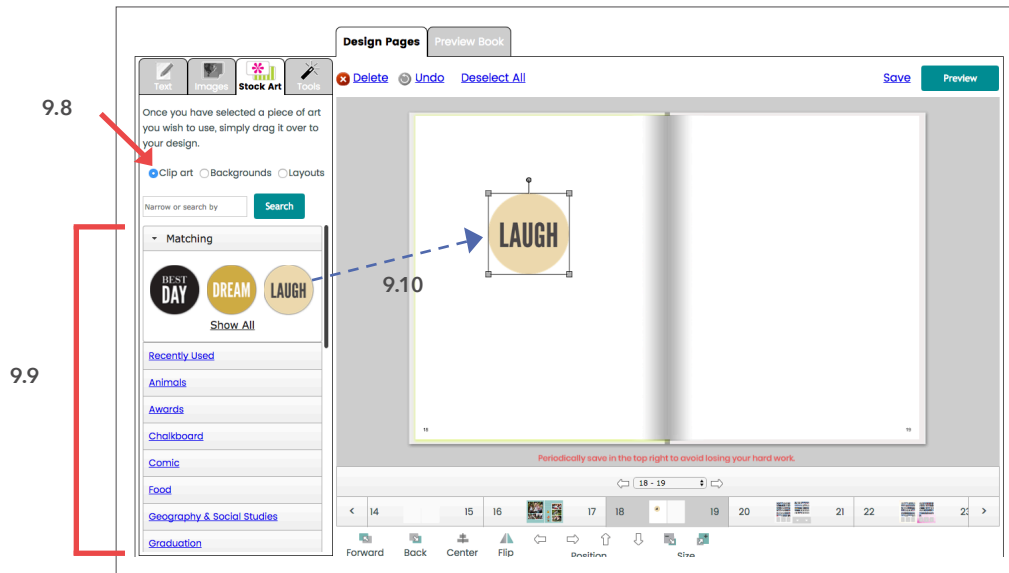 Design Pages
Preview Book
Text
Images
Stock Art
Tools
Delete
Undo
Deselect All
Save
Preview
9.8
Once you have selected a piece of art
you wish to use, simply drag it over to
your design.
Clip art
Backgrounds
Layouts
Narrow or search by
Search
Matching
BEST
DAY
DREAM
LAUGH
Show All
9.9
Recently Used
Animals
Awards
Chalkboard
Comic
Food
Geography & Social Studies
Graduation
LAUGH
9.10
18
19
Periodically save in the top right to avoid losing your hard work.
18 - 19
14
15
16
17
18
19
20
21
22
Forward
Back
Center
Flip
Position
Size